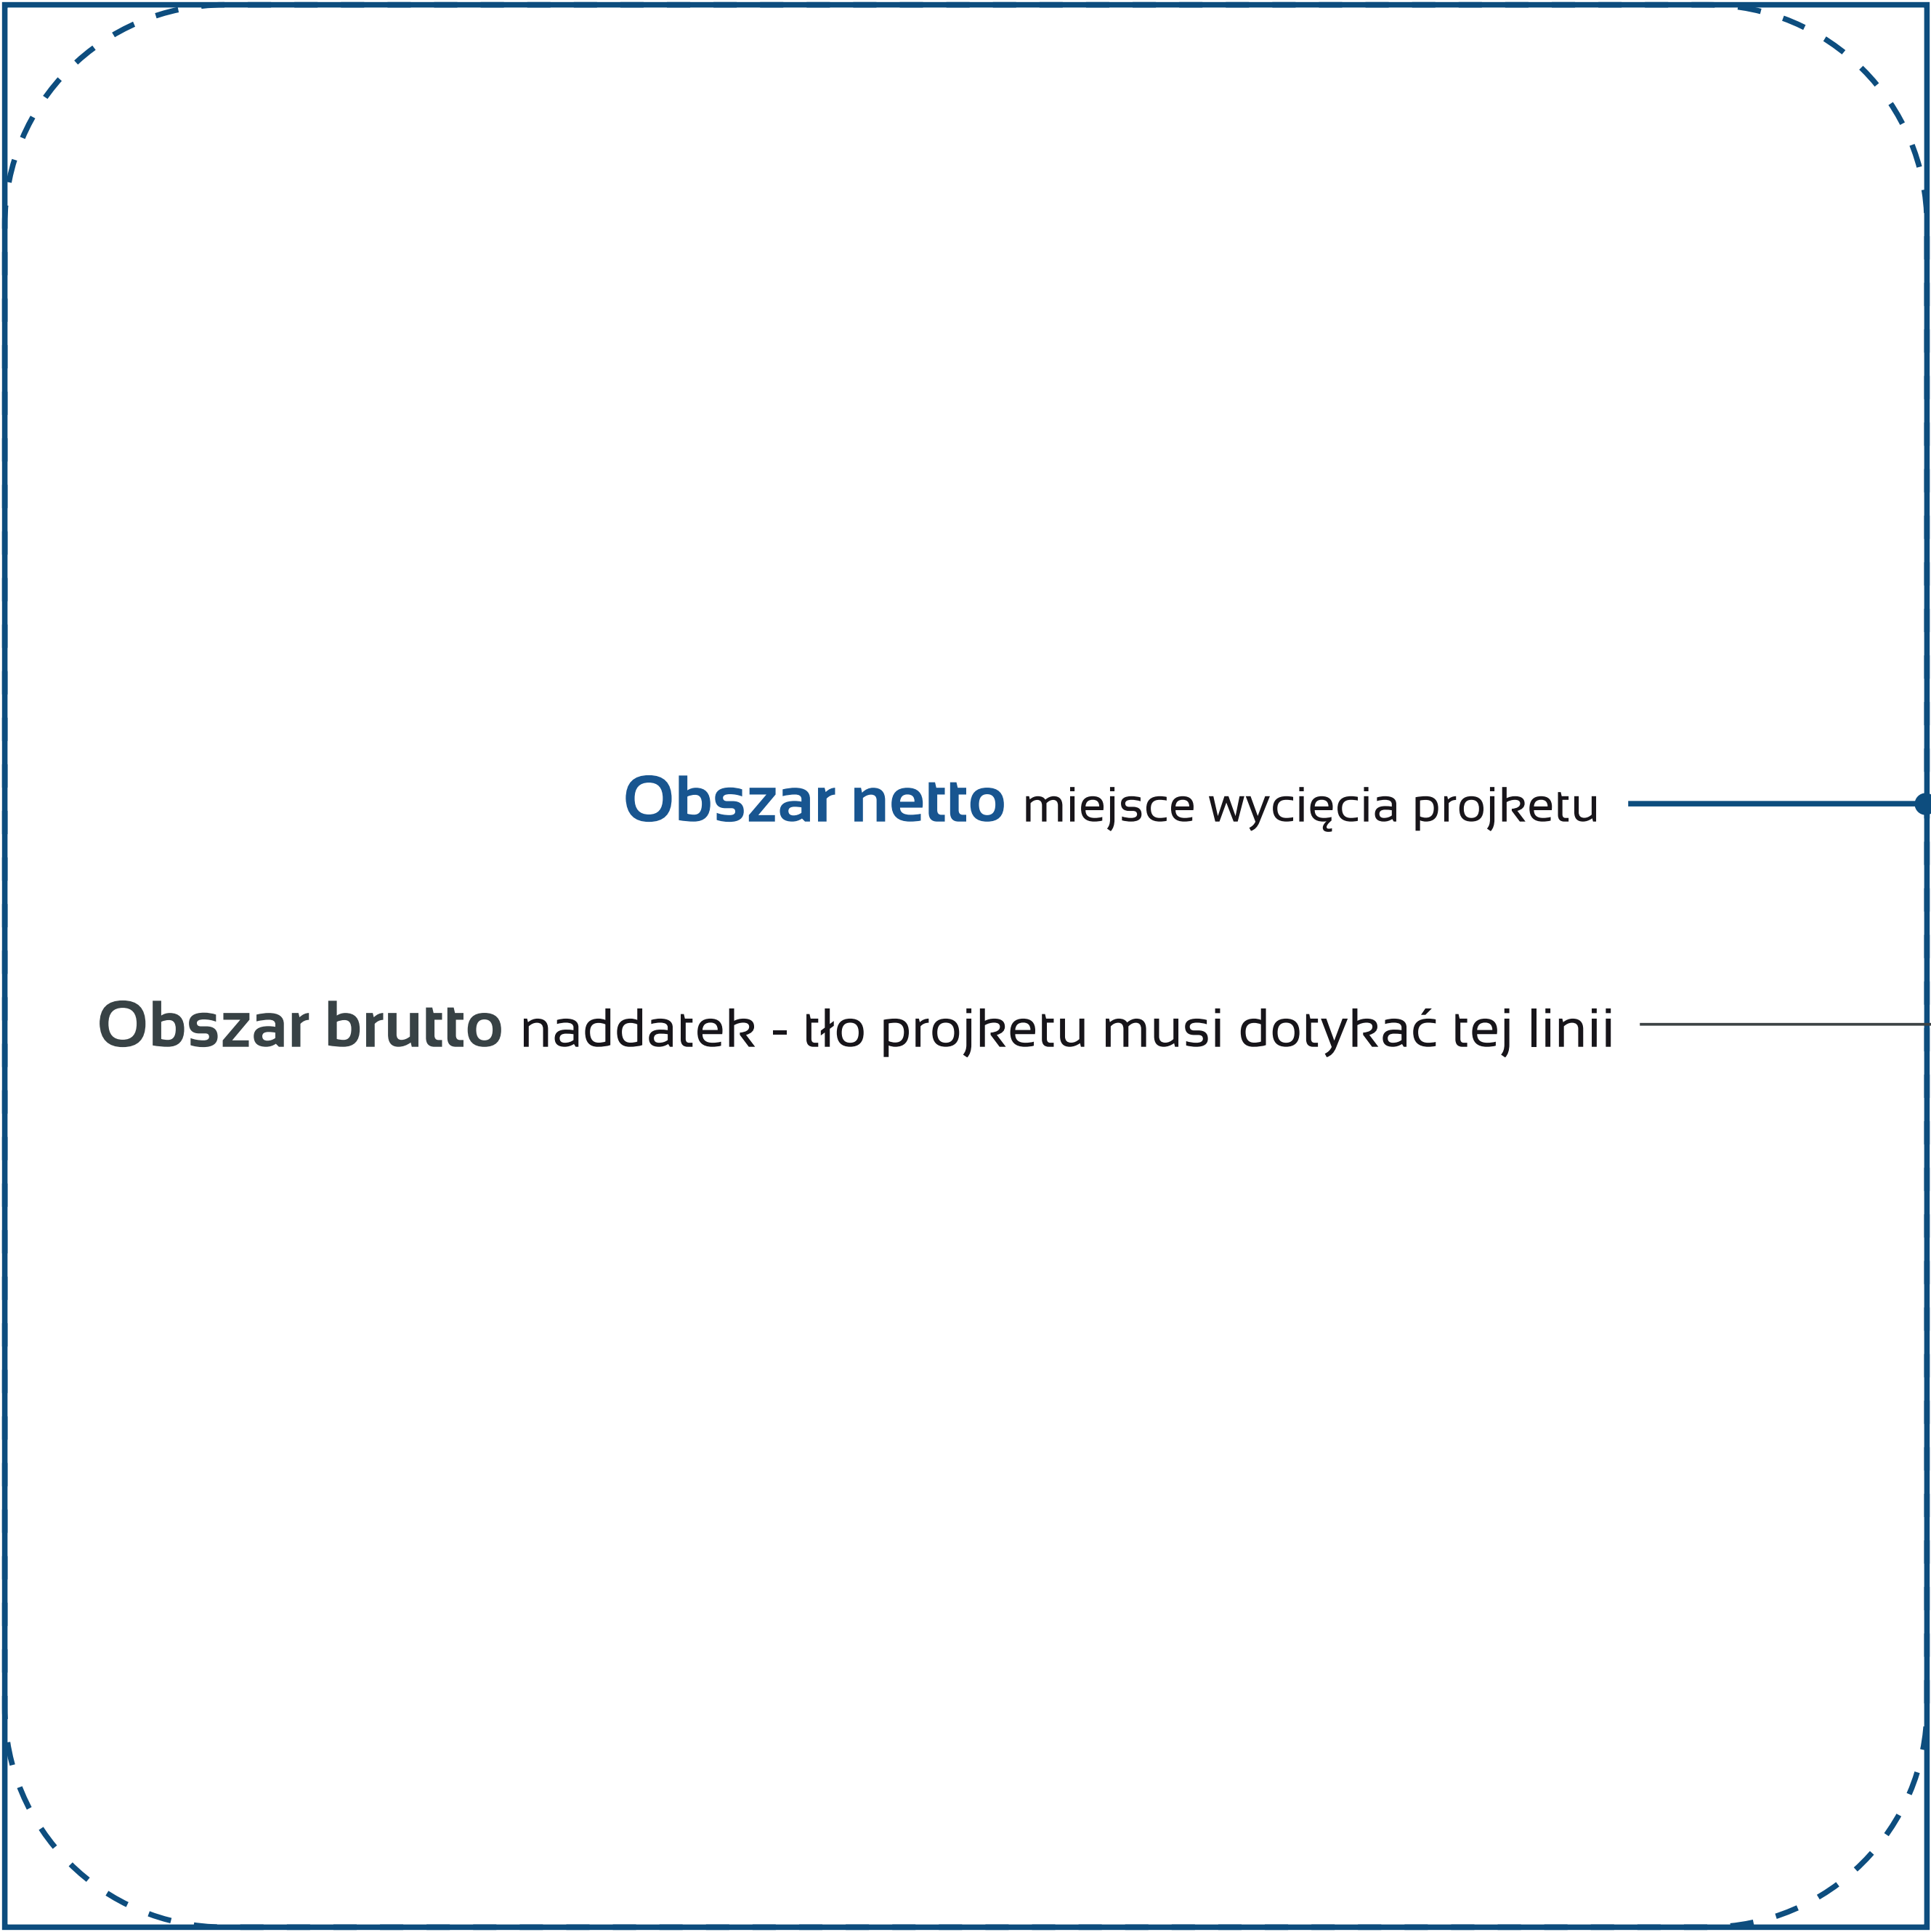 Obszar netto miejsce wycięcia projketu
Obszar brutto naddatek - tło projketu musi dotykać tej linii